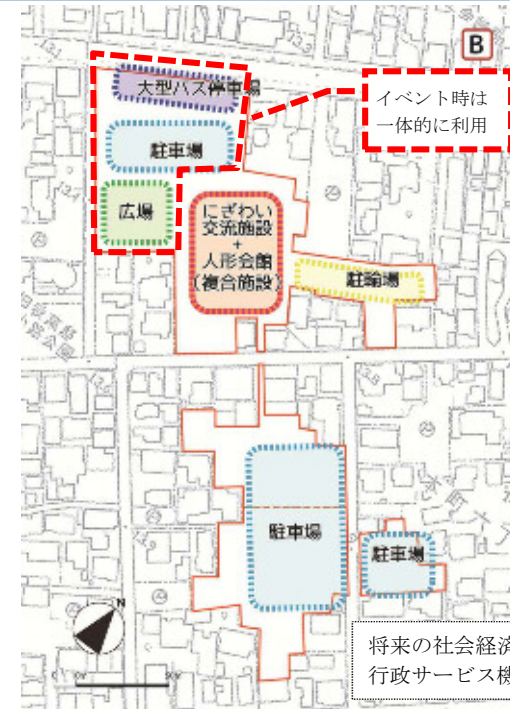 B
大型バス停車場
イベント時は
一体的に利用
駐車場
広場
にぎわい
交流施設
+
人形会館
(複合施設)
駐輪場
駐車場
駐車場
N
将来の社会経済
行政サービス機